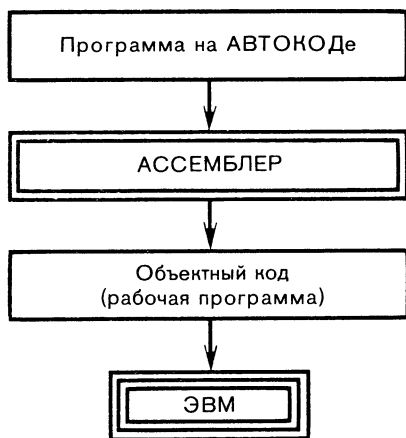 Программа на АВТОКОДе
АССЕМБЛЕР
Объектный код
(рабочая программа)
ЭВМ